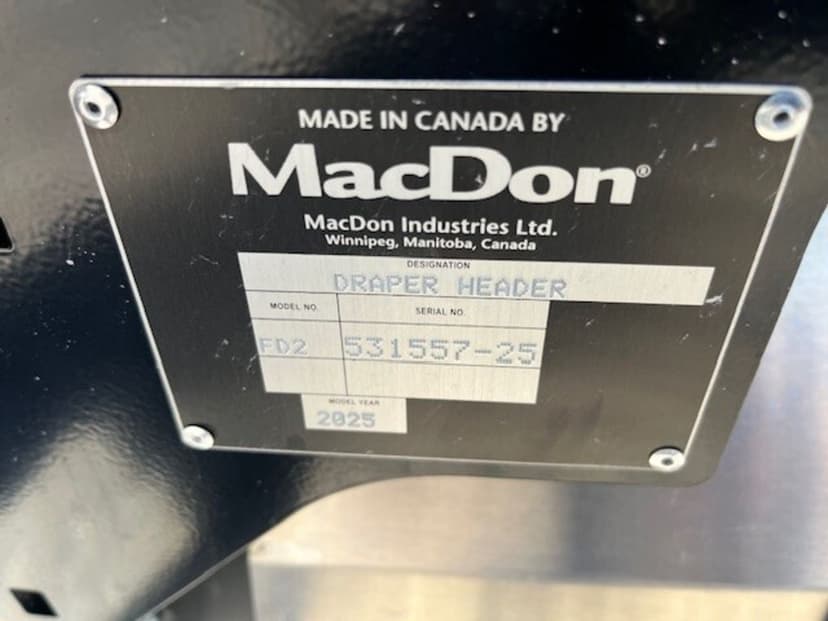 MADE IN CANADA BY
MacDon®
MacDon Industries Ltd.
Winnipeg, Manitoba, Canada
DESIGNATION
DRAPER HEADER
MODEL NO. SERIAL NO.
FD2 531557-25
MODEL YEAR
2025